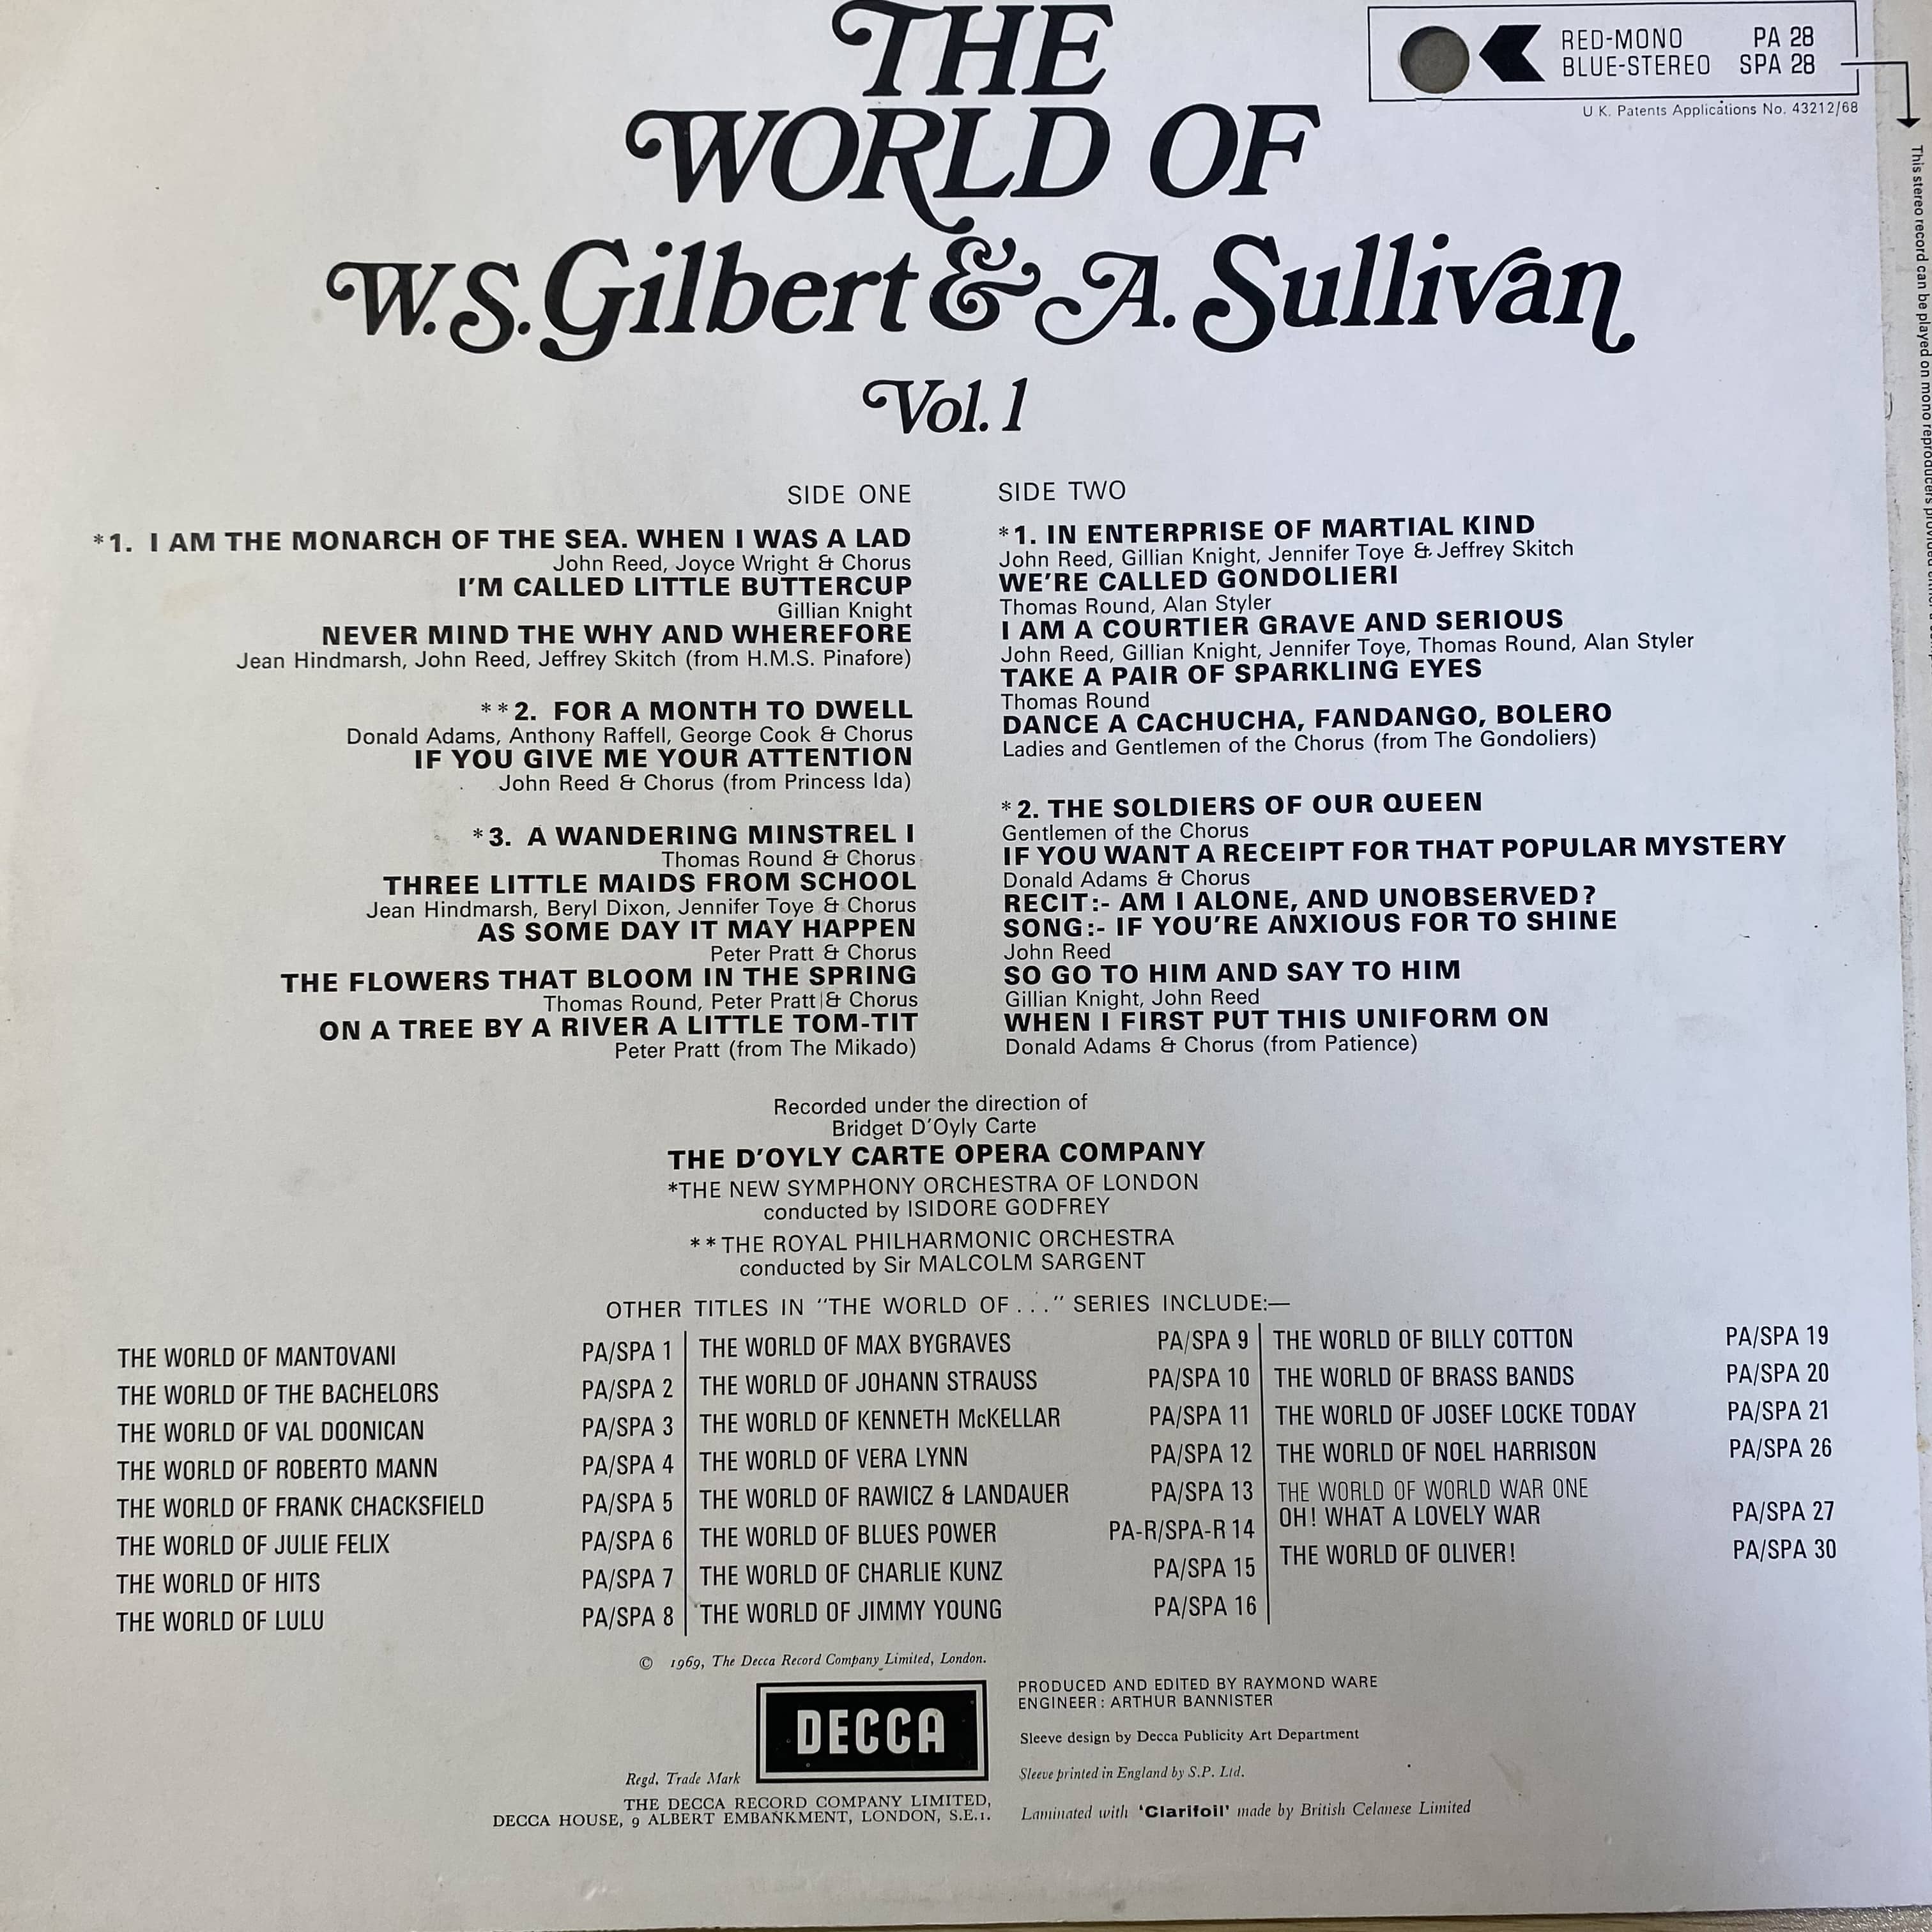 THE
WORLD OF
W.S. Gilbert & A. Sullivan
Vol. 1
RED-MONO PA 28
BLUE-STEREO SPA 28
U K. Patents Applications No. 43212/68
This stereo record can be played on mono reproducers provided
SIDE ONE
*1. I AM THE MONARCH OF THE SEA. WHEN I WAS A LAD
John Reed, Joyce Wright & Chorus
I'M CALLED LITTLE BUTTERCUP
Gillian Knight
NEVER MIND THE WHY AND WHEREFORE
Jean Hindmarsh, John Reed, Jeffrey Skitch (from H.M.S. Pinafore)
**2. FOR A MONTH TO DWELL
Donald Adams, Anthony Raffell, George Cook & Chorus
IF YOU GIVE ME YOUR ATTENTION
John Reed & Chorus (from Princess Ida)
*3. A WANDERING MINSTREL I
Thomas Round & Chorus
THREE LITTLE MAIDS FROM SCHOOL
Jean Hindmarsh, Beryl Dixon, Jennifer Toye & Chorus
AS SOME DAY IT MAY HAPPEN
Peter Pratt & Chorus
THE FLOWERS THAT BLOOM IN THE SPRING
Thomas Round, Peter Pratt & Chorus
ON A TREE BY A RIVER A LITTLE TOM-TIT
Peter Pratt (from The Mikado)
SIDE TWO
*1. IN ENTERPRISE OF MARTIAL KIND
John Reed, Gillian Knight, Jennifer Toye & Jeffrey Skitch
WE'RE CALLED GONDOLIERI
Thomas Round, Alan Styler
I AM A COURTIER GRAVE AND SERIOUS
John Reed, Gillian Knight, Jennifer Toye, Thomas Round, Alan Styler
TAKE A PAIR OF SPARKLING EYES
Thomas Round
DANCE A CACHUCHA, FANDANGO, BOLERO
Ladies and Gentlemen of the Chorus (from The Gondoliers)
*2. THE SOLDIERS OF OUR QUEEN
Gentlemen of the Chorus
IF YOU WANT A RECEIPT FOR THAT POPULAR MYSTERY
Donald Adams & Chorus
RECIT:- AM I ALONE, AND UNOBSERVED?
SONG:- IF YOU'RE ANXIOUS FOR TO SHINE
John Reed
SO GO TO HIM AND SAY TO HIM
Gillian Knight, John Reed
WHEN I FIRST PUT THIS UNIFORM ON
Donald Adams & Chorus (from Patience)
Recorded under the direction of
Bridget D'Oyly Carte
THE D'OYLY CARTE OPERA COMPANY
*THE NEW SYMPHONY ORCHESTRA OF LONDON
conducted by ISIDORE GODFREY
**THE ROYAL PHILHARMONIC ORCHESTRA
conducted by Sir MALCOLM SARGENT
OTHER TITLES IN "THE WORLD OF . . ." SERIES INCLUDE:—
THE WORLD OF MANTOVANI PA/SPA 1
THE WORLD OF THE BACHELORS PA/SPA 2
THE WORLD OF VAL DOONICAN PA/SPA 3
THE WORLD OF ROBERTO MANN PA/SPA 4
THE WORLD OF FRANK CHACKSFIELD PA/SPA 5
THE WORLD OF JULIE FELIX PA/SPA 6
THE WORLD OF HITS PA/SPA 7
THE WORLD OF LULU PA/SPA 8
THE WORLD OF MAX BYGRAVES PA/SPA 9
THE WORLD OF JOHANN STRAUSS PA/SPA 10
THE WORLD OF KENNETH McKELLAR PA/SPA 11
THE WORLD OF VERA LYNN PA/SPA 12
THE WORLD OF RAWICZ & LANDAUER PA/SPA 13
THE WORLD OF BLUES POWER PA-R/SPA-R 14
THE WORLD OF CHARLIE KUNZ PA/SPA 15
THE WORLD OF JIMMY YOUNG PA/SPA 16
THE WORLD OF BILLY COTTON PA/SPA 19
THE WORLD OF BRASS BANDS PA/SPA 20
THE WORLD OF JOSEF LOCKE TODAY PA/SPA 21
THE WORLD OF NOEL HARRISON PA/SPA 26
THE WORLD OF WORLD WAR ONE
OH! WHAT A LOVELY WAR PA/SPA 27
THE WORLD OF OLIVER! PA/SPA 30
© 1969, The Decca Record Company Limited, London.
DECCA
Regd. Trade Mark
THE DECCA RECORD COMPANY LIMITED,
DECCA HOUSE, 9 ALBERT EMBANKMENT, LONDON, S.E.1.
PRODUCED AND EDITED BY RAYMOND WARE
ENGINEER: ARTHUR BANNISTER
Sleeve design by Decca Publicity Art Department
Sleeve printed in England by S.P. Ltd.
Laminated with 'Clarifoil' made by British Celanese Limited